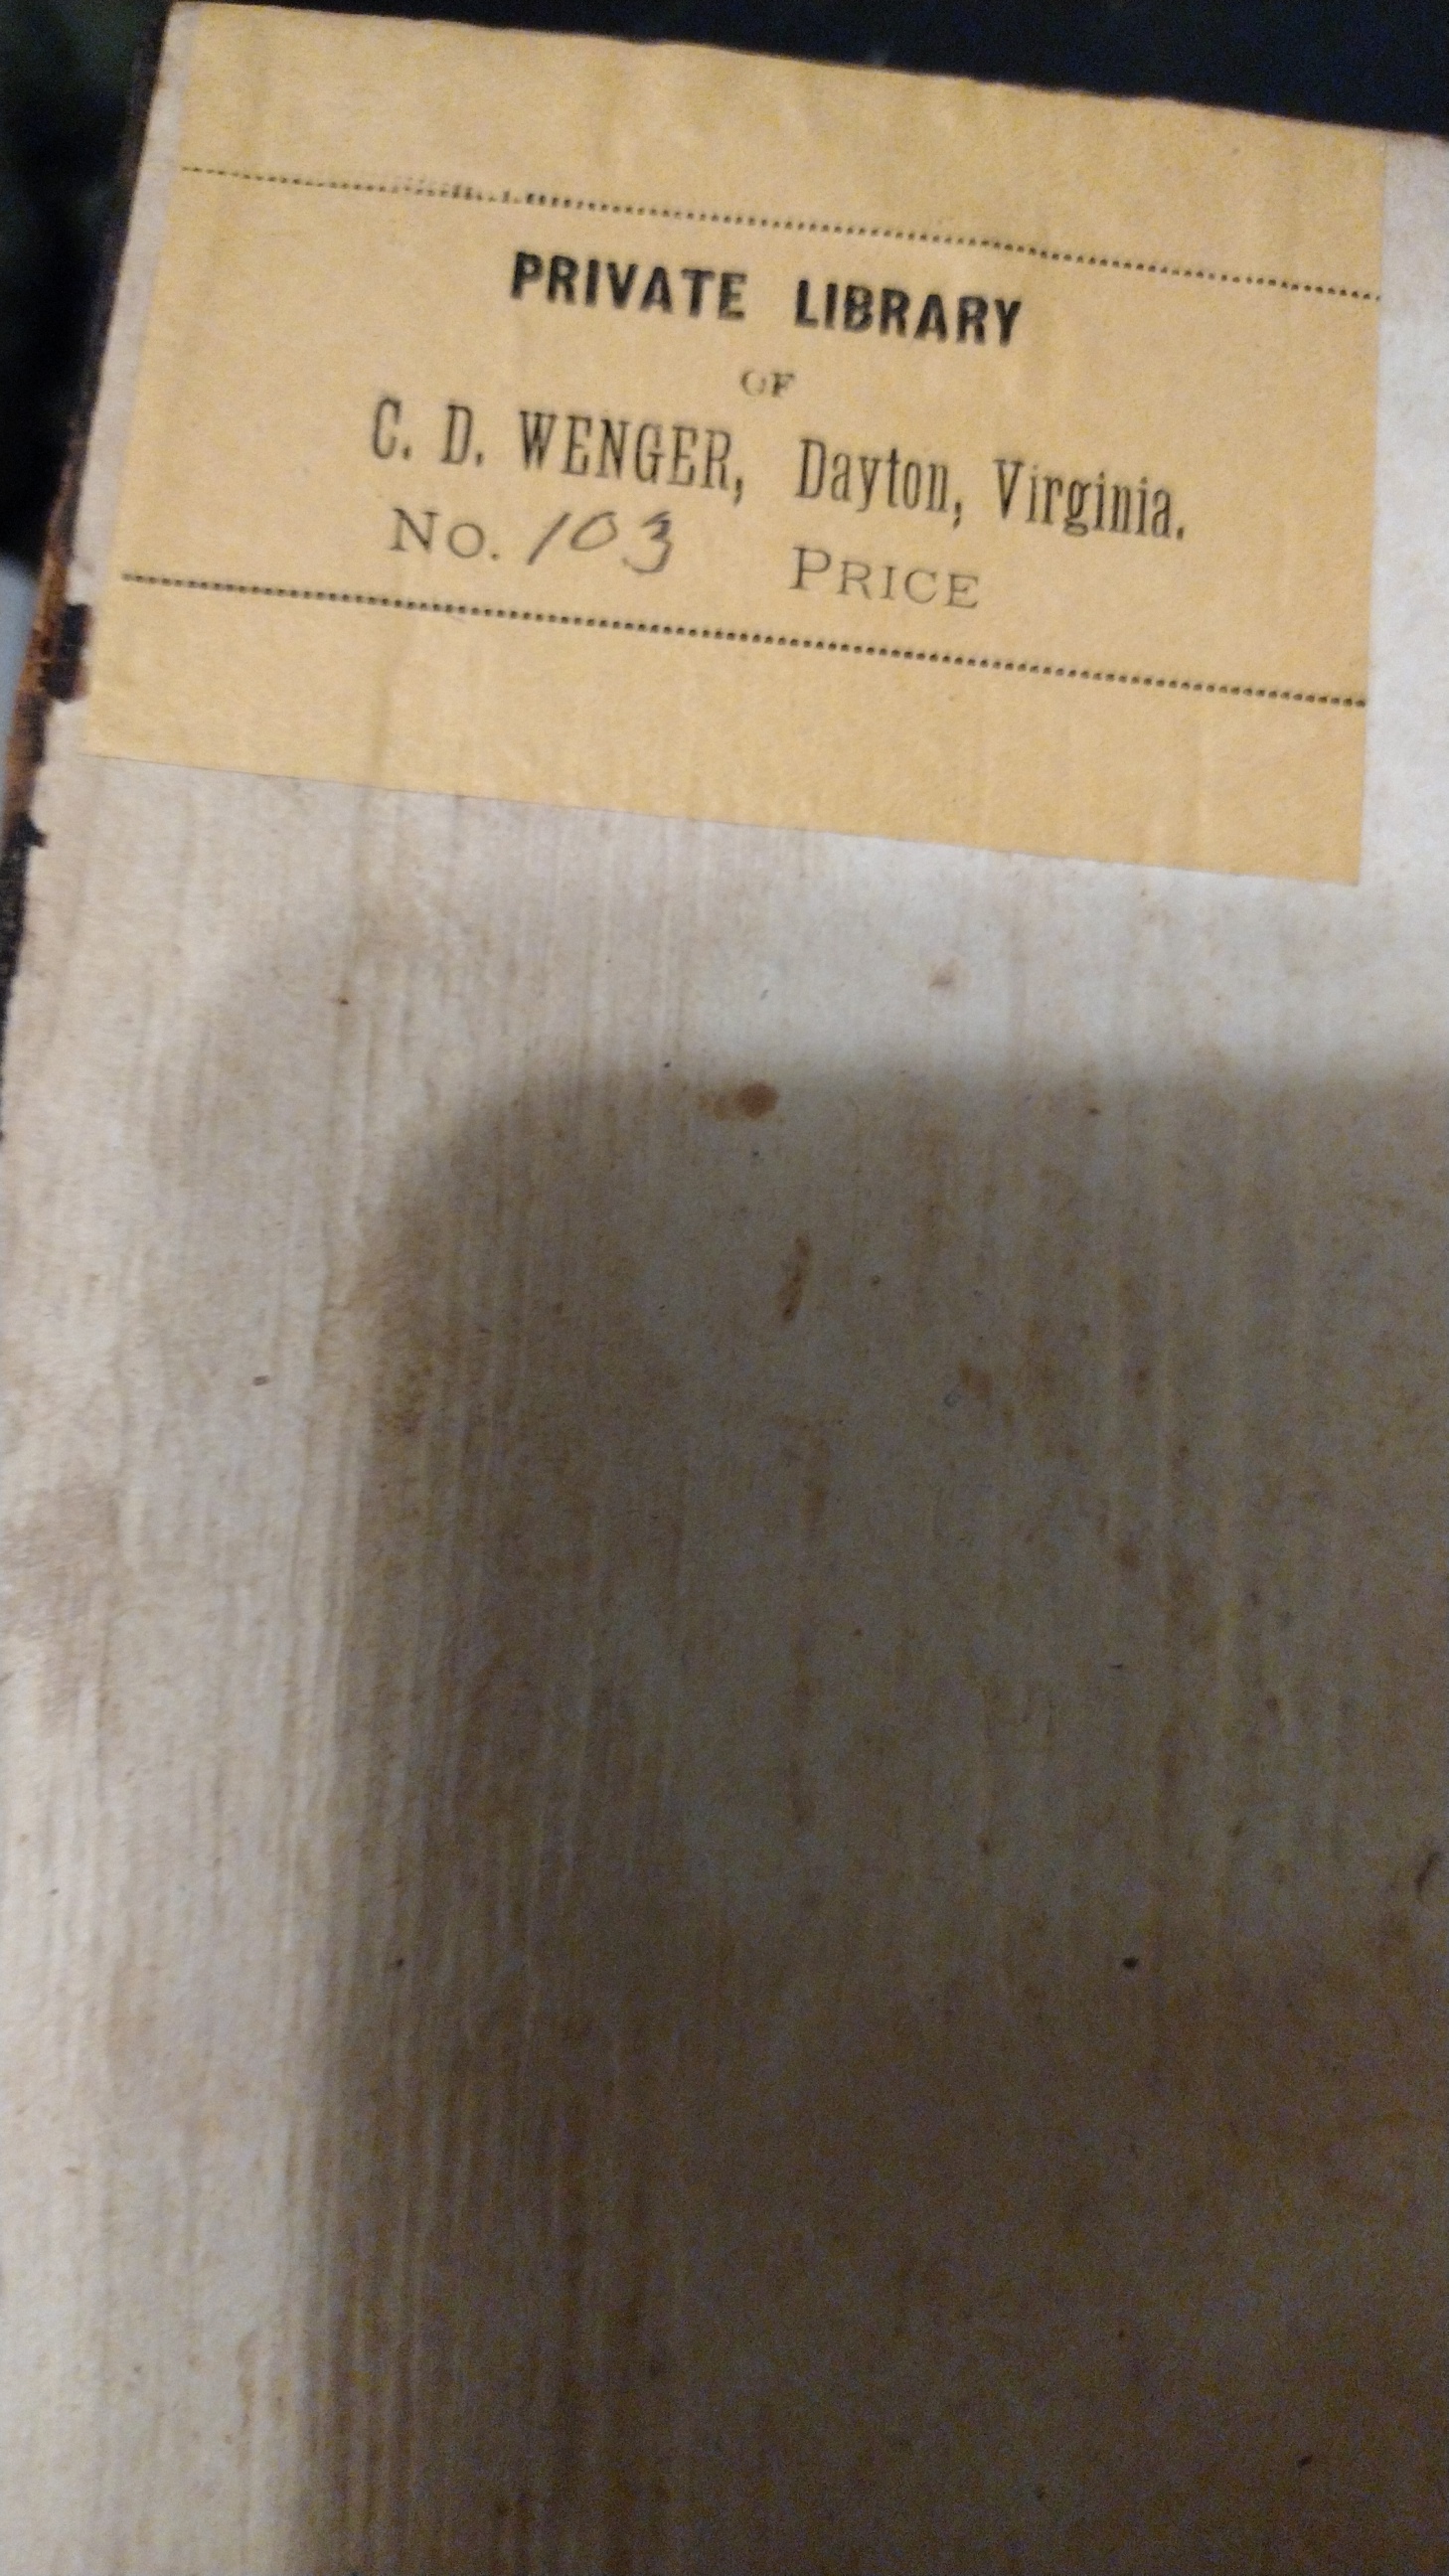 PRIVATE LIBRARY
OF
C. D. WENGER, Dayton, Virginia.
No. 103 PRICE